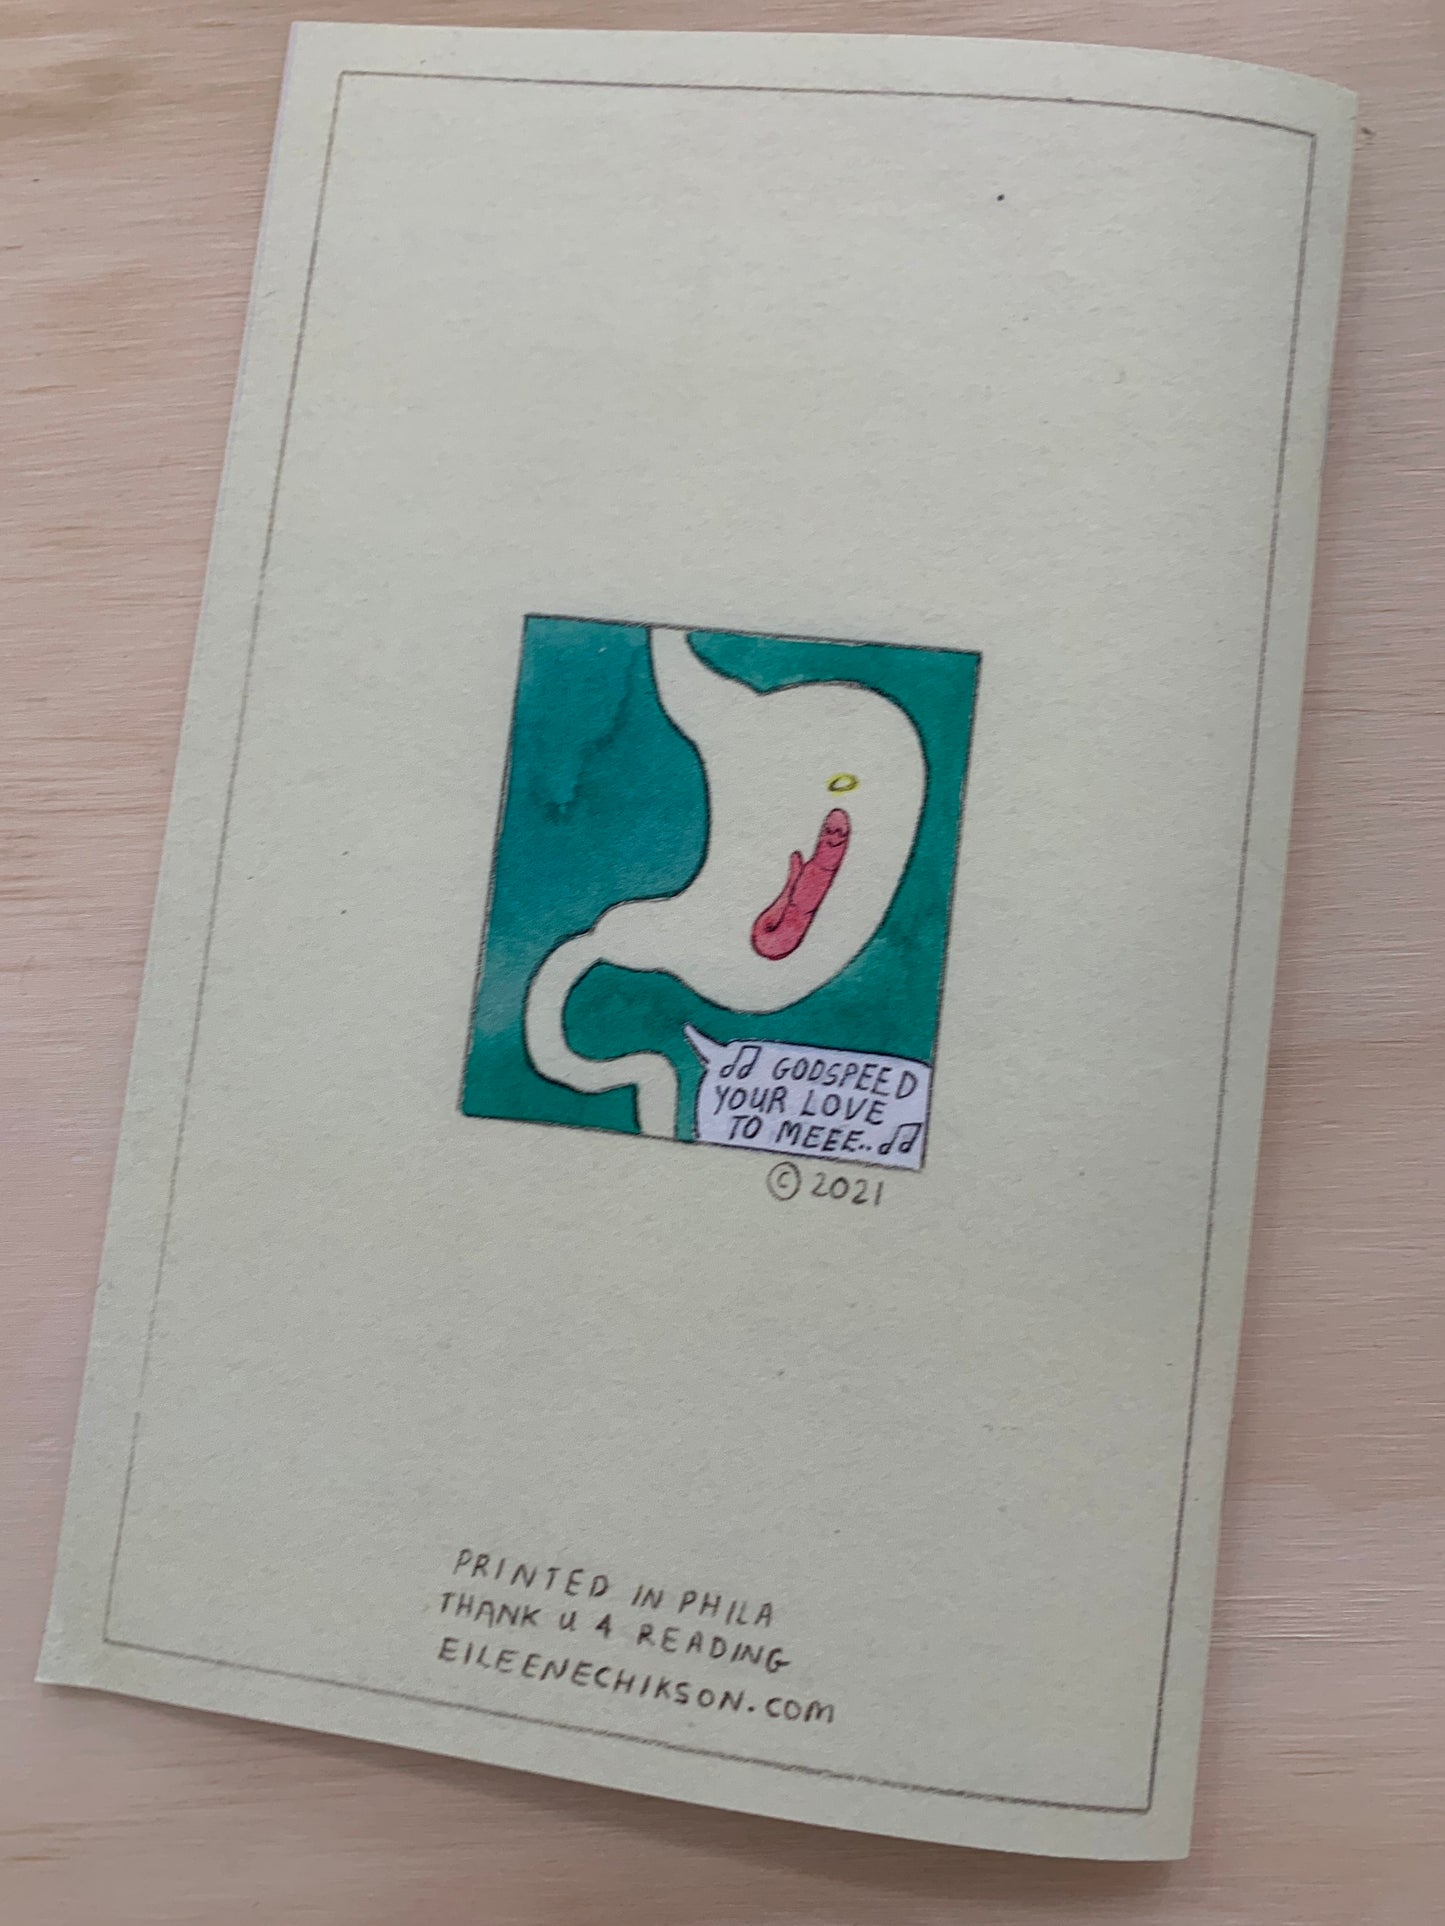 ♫ GODSPEED
YOUR LOVE
TO MEEE.. ♫
© 2021
PRINTED IN PHILA
THANK U 4 READING
EILEENECHIKSON.COM